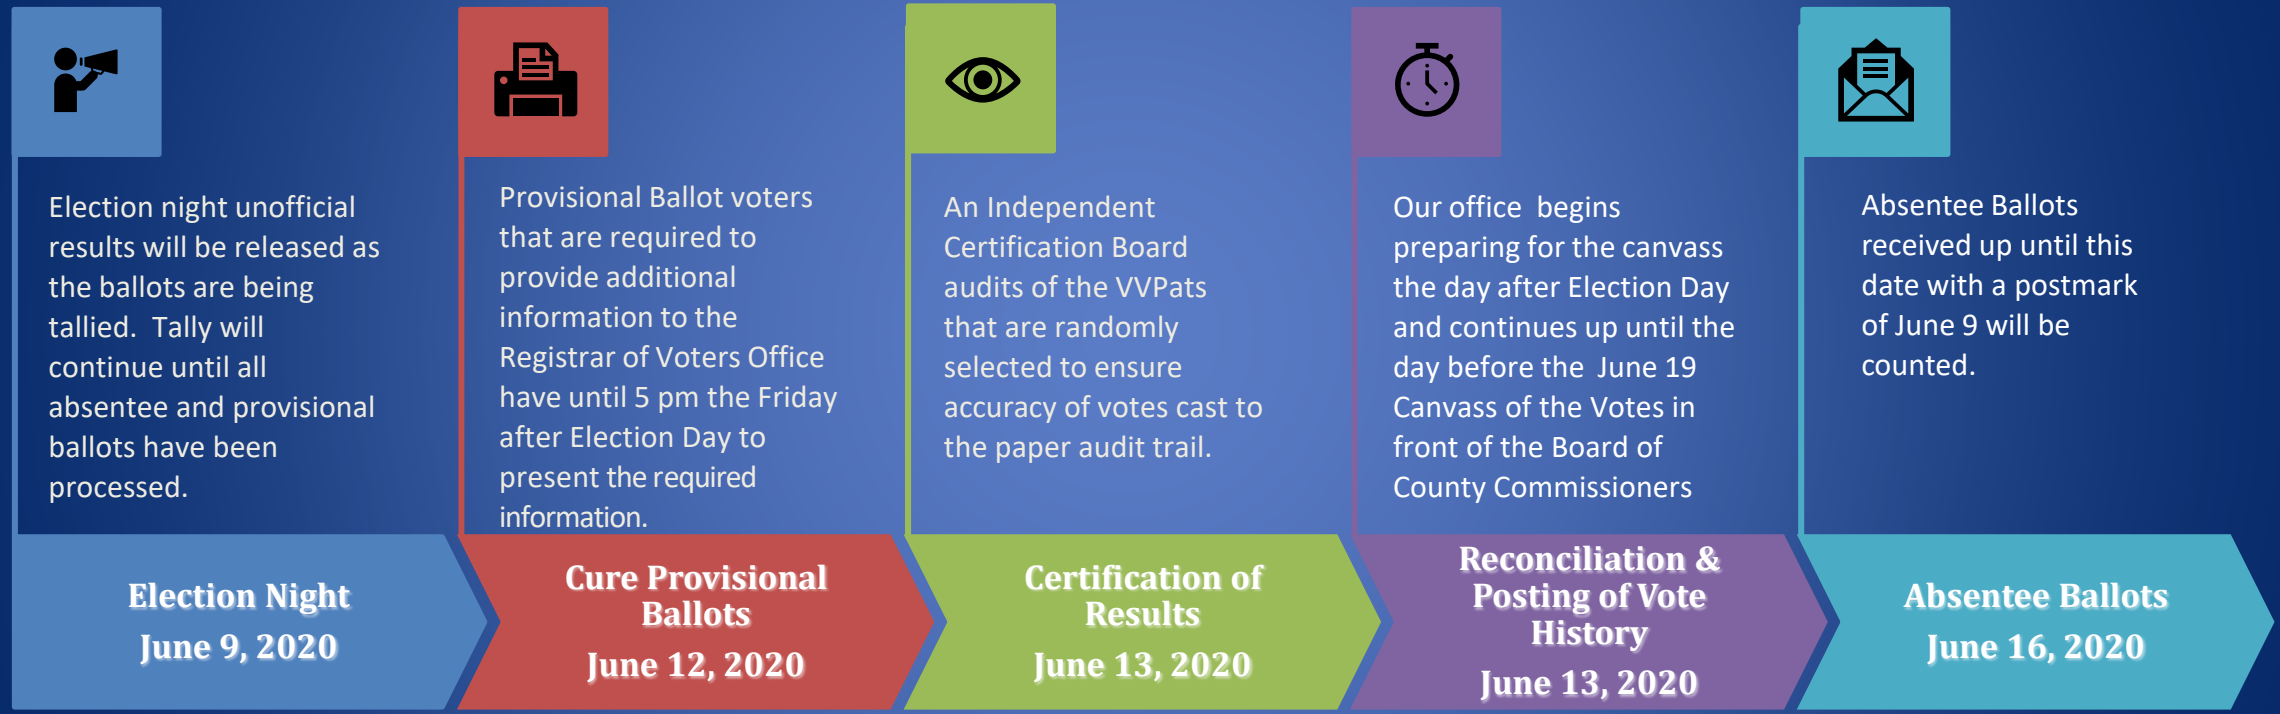 Election night unofficial
results will be released as
the ballots are being
tallied.  Tally will
continue until all
absentee and provisional
ballots have been
processed.
Election Night
June 9, 2020
Provisional Ballot voters
that are required to
provide additional
information to the
Registrar of Voters Office
have until 5 pm the Friday
after Election Day to
present the required
information.
Cure Provisional
Ballots
June 12, 2020
An Independent
Certification Board
audits of the VVPats
that are randomly
selected to ensure
accuracy of votes cast to
the paper audit trail.
Certification of
Results
June 13, 2020
Our office  begins
preparing for the canvass
the day after Election Day
and continues up until the
day before the  June 19
Canvass of the Votes in
front of the Board of
County Commissioners
Reconciliation &
Posting of Vote
History
June 13, 2020
Absentee Ballots
received up until this
date with a postmark
of June 9 will be
counted.
Absentee Ballots
June 16, 2020